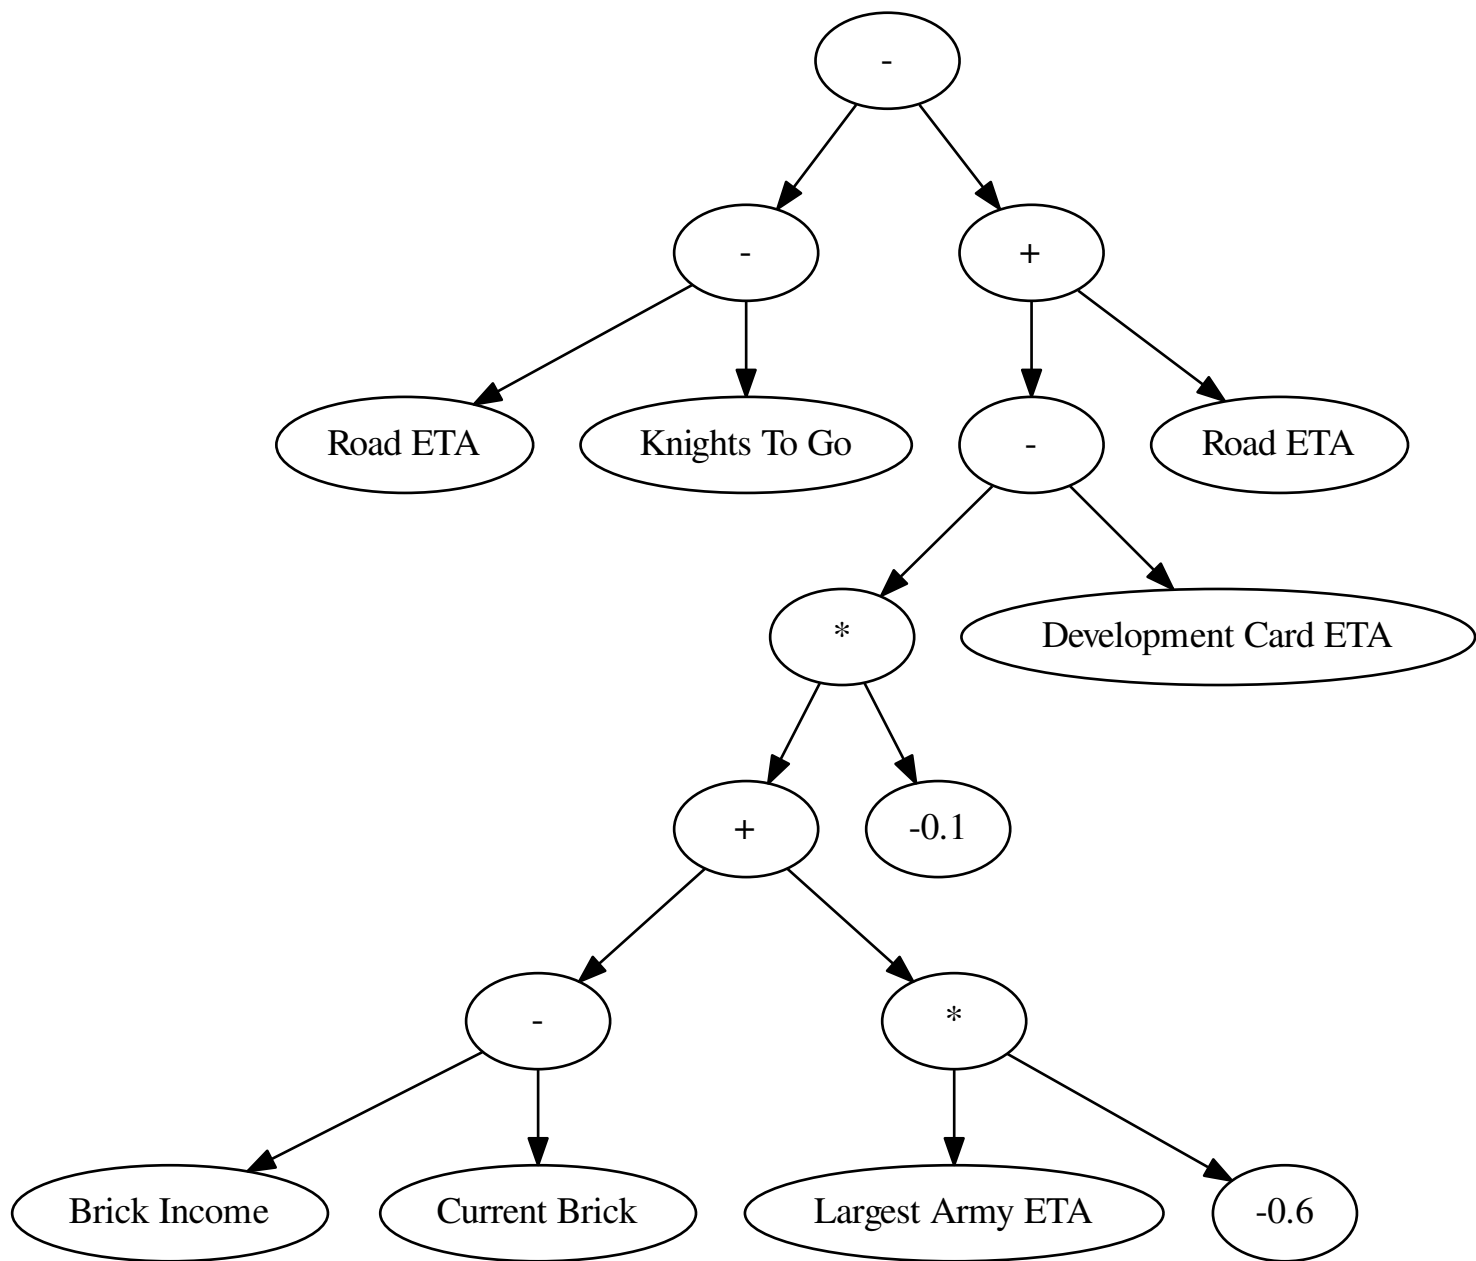 -
-
+
Road ETA
Knights To Go
-
Road ETA
*
Development Card ETA
+
-0.1
-
*
Brick Income
Current Brick
Largest Army ETA
-0.6